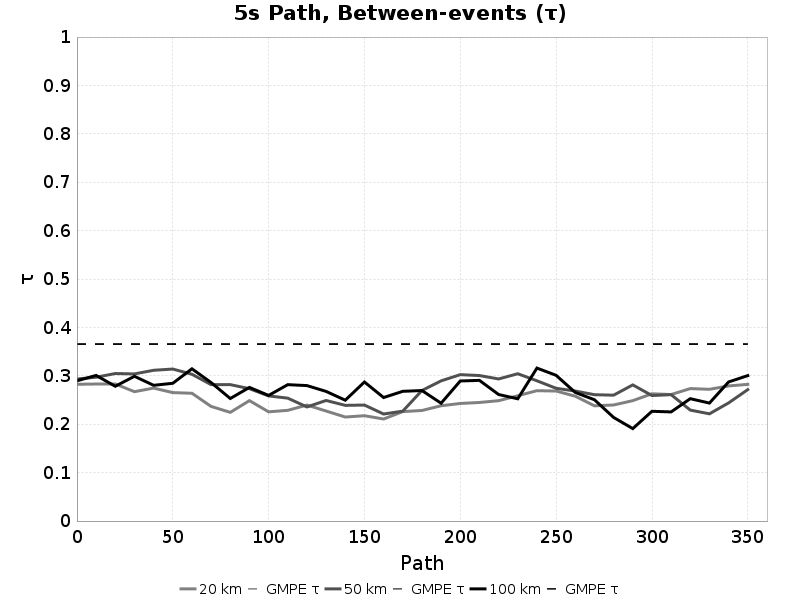 5s Path, Between-events (τ)
1
0.9
0.8
0.7
0.6
0.5
τ
0.4
0.3
0.2
0.1
0
0 50 100 150 200 250 300 350
Path
20 km GMPE τ 50 km GMPE τ 100 km GMPE τ